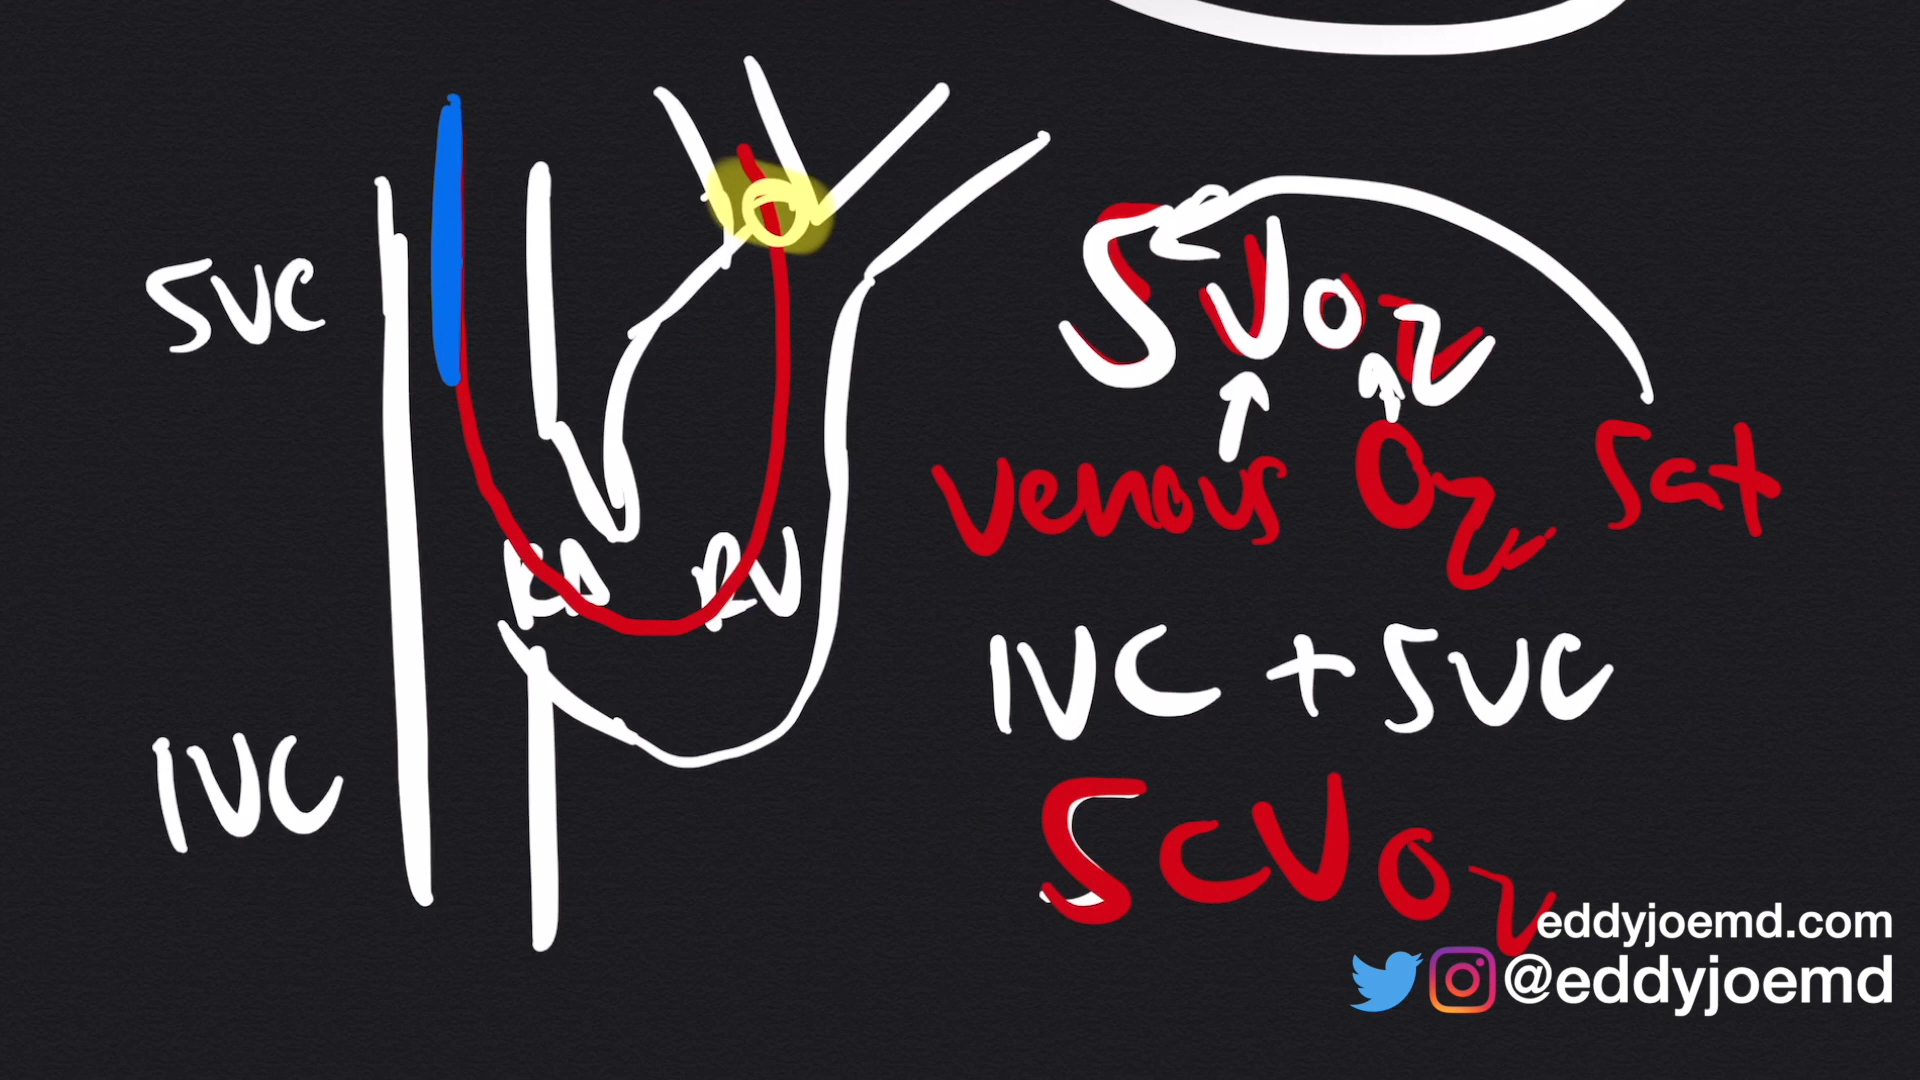 SVC
SVO2
venous O2 Sat
RA RV
IVC + SVC
IVC
SCVO2
eddyjoemd.com
@eddyjoemd